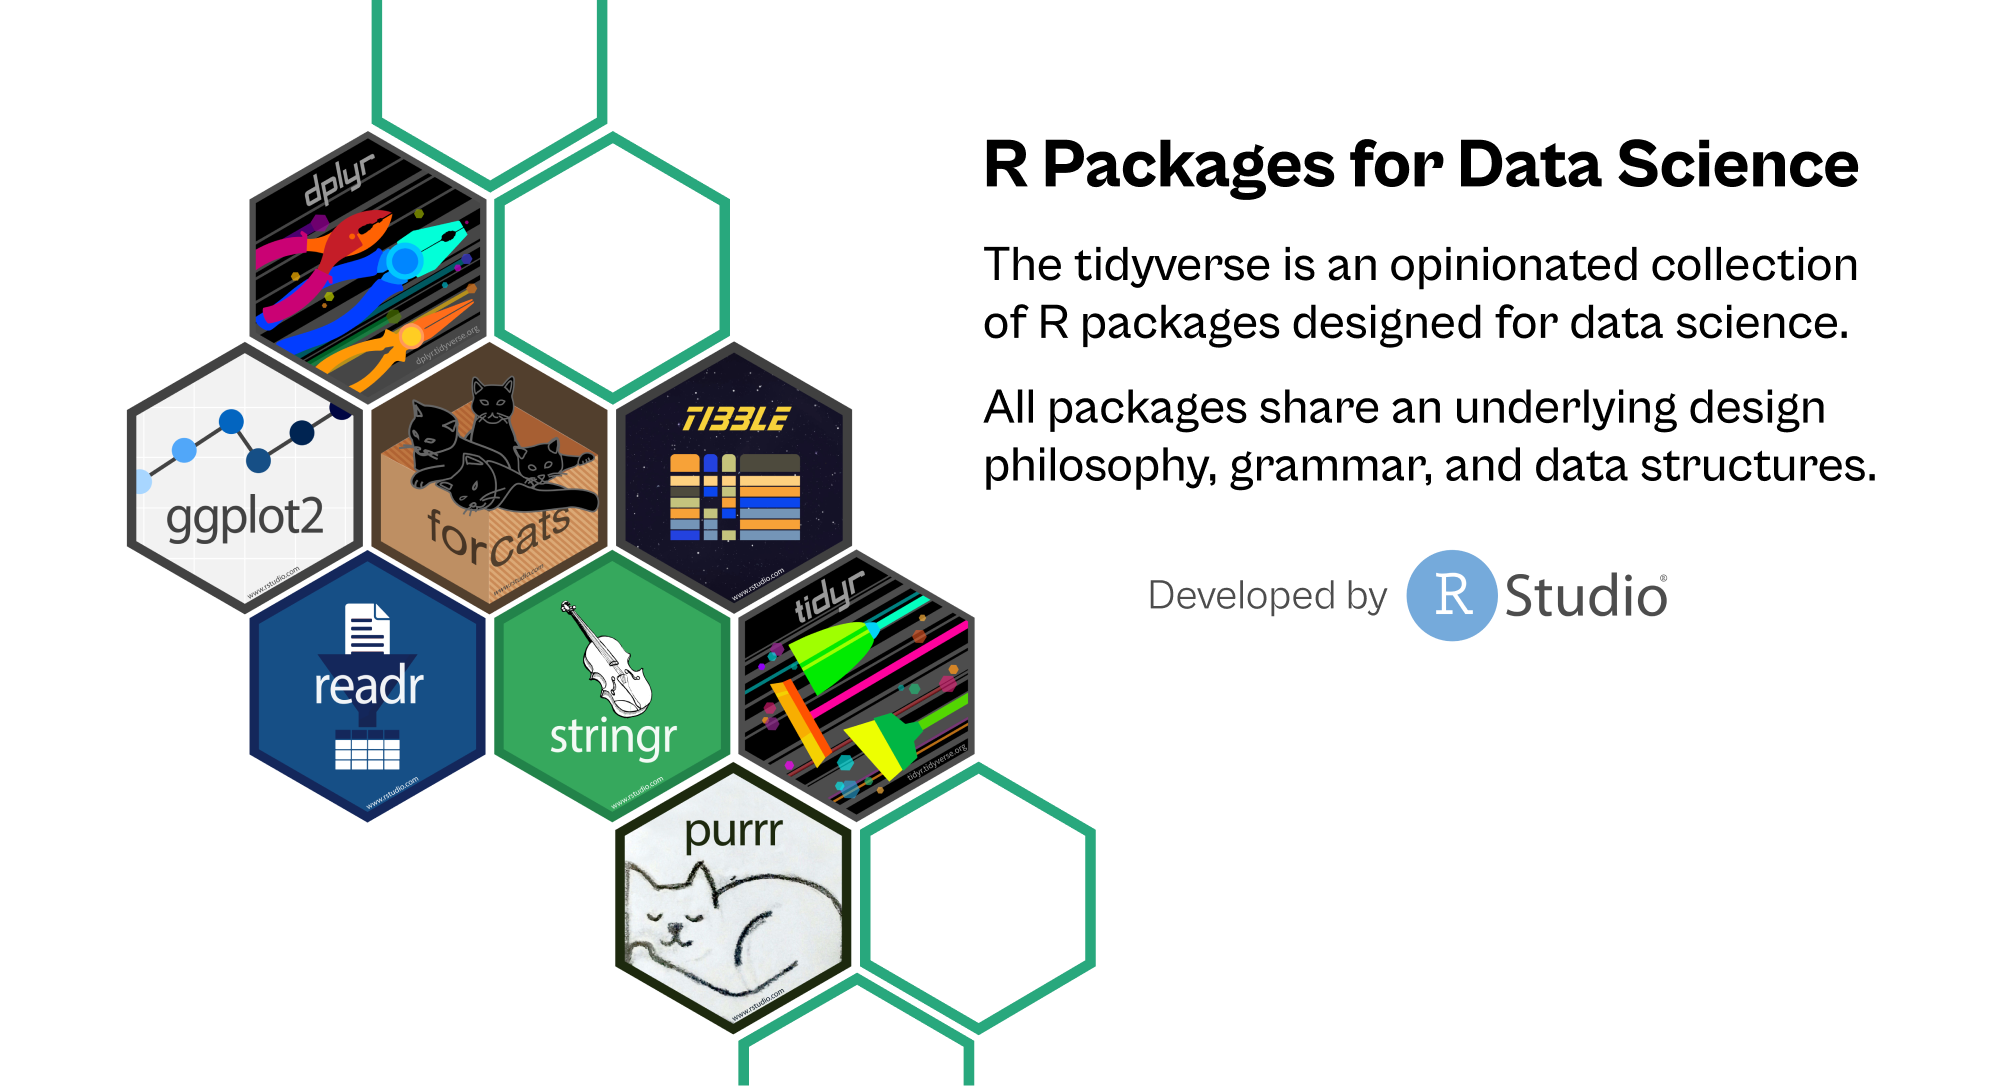 dplyr
dplyr.tidyverse.org
ggplot2
www.rstudio.com
forcats
www.rstudio.com
TIBBLE
www.rstudio.com
readr
www.rstudio.com
stringr
www.rstudio.com
tidyr
tidyr.tidyverse.org
purrr
www.rstudio.com
R Packages for Data Science
The tidyverse is an opinionated collection
of R packages designed for data science.
All packages share an underlying design
philosophy, grammar, and data structures.
Developed by R Studio®